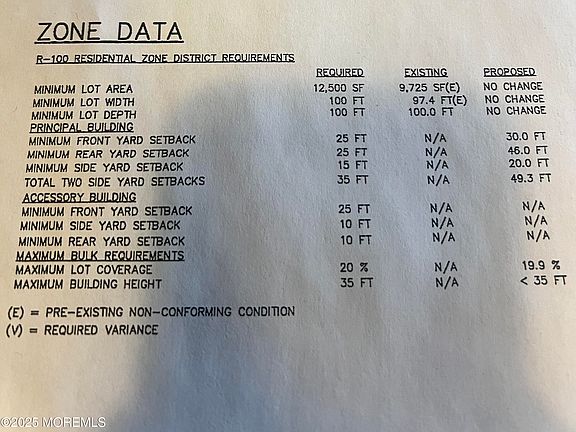 ZONE DATA
R-100 RESIDENTIAL ZONE DISTRICT REQUIREMENTS
REQUIRED EXISTING PROPOSED
MINIMUM LOT AREA 12,500 SF 9,725 SF(E) NO CHANGE
MINIMUM LOT WIDTH 100 FT 97.4 FT(E) NO CHANGE
MINIMUM LOT DEPTH 100 FT 100.0 FT NO CHANGE
PRINCIPAL BUILDING
MINIMUM FRONT YARD SETBACK 25 FT N/A 30.0 FT
MINIMUM REAR YARD SETBACK 25 FT N/A 46.0 FT
MINIMUM SIDE YARD SETBACK 15 FT N/A 20.0 FT
TOTAL TWO SIDE YARD SETBACKS 35 FT N/A 49.3 FT
ACCESSORY BUILDING
MINIMUM FRONT YARD SETBACK 25 FT N/A N/A
MINIMUM SIDE YARD SETBACK 10 FT N/A N/A
MINIMUM REAR YARD SETBACK 10 FT N/A N/A
MAXIMUM BULK REQUIREMENTS
MAXIMUM LOT COVERAGE 20 % N/A 19.9 %
MAXIMUM BUILDING HEIGHT 35 FT N/A < 35 FT
(E) = PRE-EXISTING NON-CONFORMING CONDITION
(V) = REQUIRED VARIANCE
©2025 MOREMLS